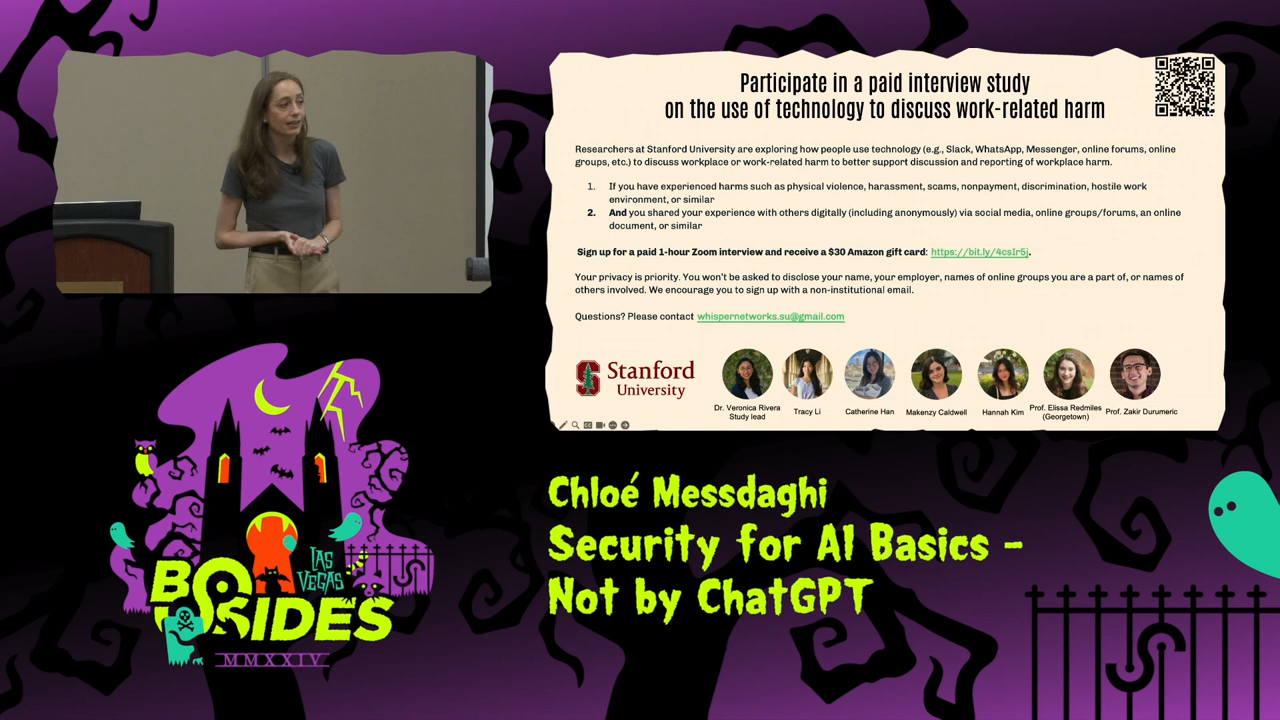 Participate in a paid interview study
on the use of technology to discuss work-related harm
Researchers at Stanford University are exploring how people use technology (e.g., Slack, WhatsApp, Messenger, online forums, online
groups, etc.) to discuss workplace or work-related harm to better support discussion and reporting of workplace harm.
1. If you have experienced harms such as physical violence, harassment, scams, nonpayment, discrimination, hostile work
environment, or similar
2. And you shared your experience with others digitally (including anonymously) via social media, online groups/forums, an online
document, or similar
Sign up for a paid 1-hour Zoom interview and receive a $30 Amazon gift card: https://bit.ly/4csIr5j.
Your privacy is priority. You won't be asked to disclose your name, your employer, names of online groups you are a part of, or names of
others involved. We encourage you to sign up with a non-institutional email.
Questions? Please contact whispernetworks.su@gmail.com
Stanford
University
Dr. Veronica Rivera
Study lead
Tracy Li
Catherine Han
Makenzy Caldwell
Hannah Kim
Prof. Elissa Redmiles
(Georgetown)
Prof. Zakir Durumeric
LAS
VEGAS
BSIDES
MMXXIV
Chloé Messdaghi
Security for AI Basics -
Not by ChatGPT